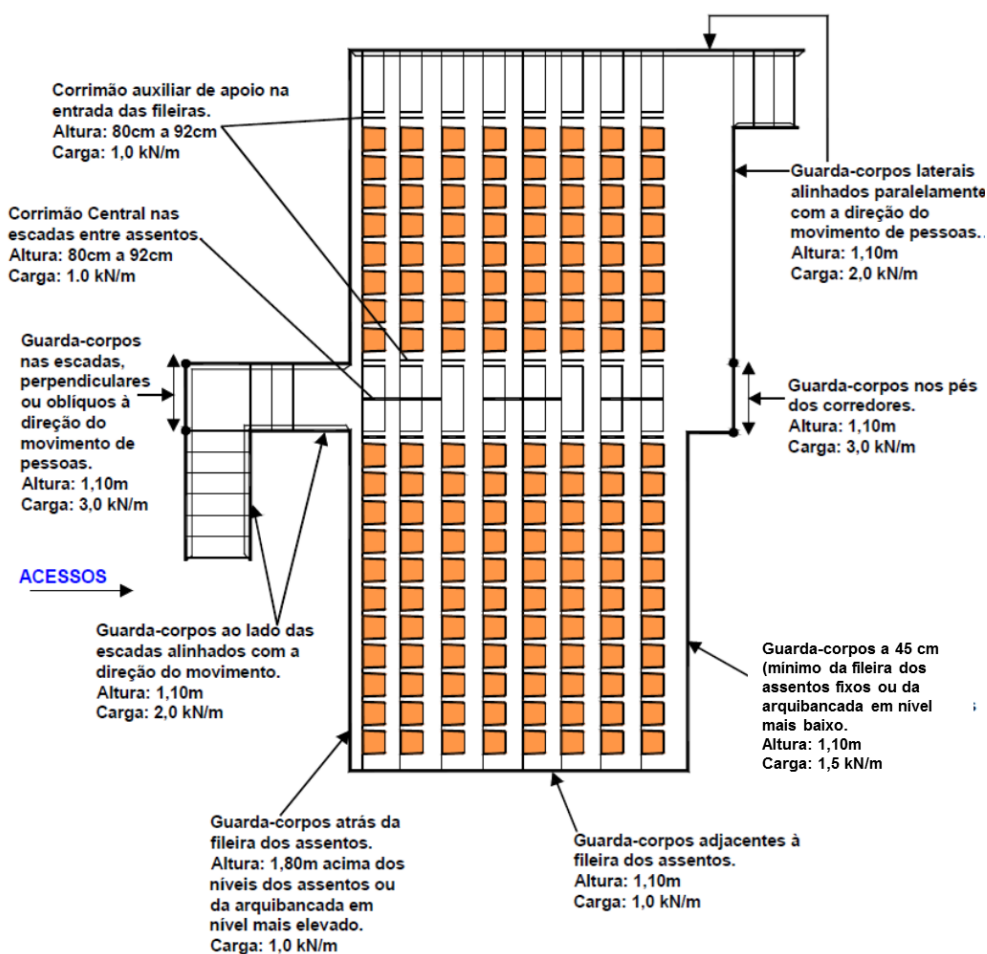 Corrimão auxiliar de apoio na
entrada das fileiras.
Altura: 80cm a 92cm
Carga: 1,0 kN/m
Corrimão Central nas
escadas entre assentos
Altura: 80cm a 92cm
Carga: 1.0 kN/m
Guarda-corpos
nas escadas,
perpendiculares
ou oblíquos à
direção do
movimento de
pessoas.
Altura: 1,10m
Carga: 3,0 kN/m
ACESSOS
Guarda-corpos ao lado das
escadas alinhados com a
direção do movimento.
Altura: 1,10m
Carga: 2,0 kN/m
Guarda-corpos atrás da
fileira dos assentos.
Altura: 1,80m acima dos
níveis dos assentos ou
da arquibancada em
nível mais elevado.
Carga: 1,0 kN/m
Guarda-corpos laterais
alinhados paralelamente
com a direção do
movimento de pessoas..
Altura: 1,10m
Carga: 2,0 kN/m
Guarda-corpos nos pés
dos corredores.
Altura: 1,10m
Carga: 3,0 kN/m
Guarda-corpos a 45 cm
(mínimo da fileira dos
assentos fixos ou da
arquibancada em nível
mais baixo.
Altura: 1,10m
Carga: 1,5 kN/m
Guarda-corpos adjacentes à
fileira dos assentos.
Altura: 1,10m
Carga: 1,0 kN/m